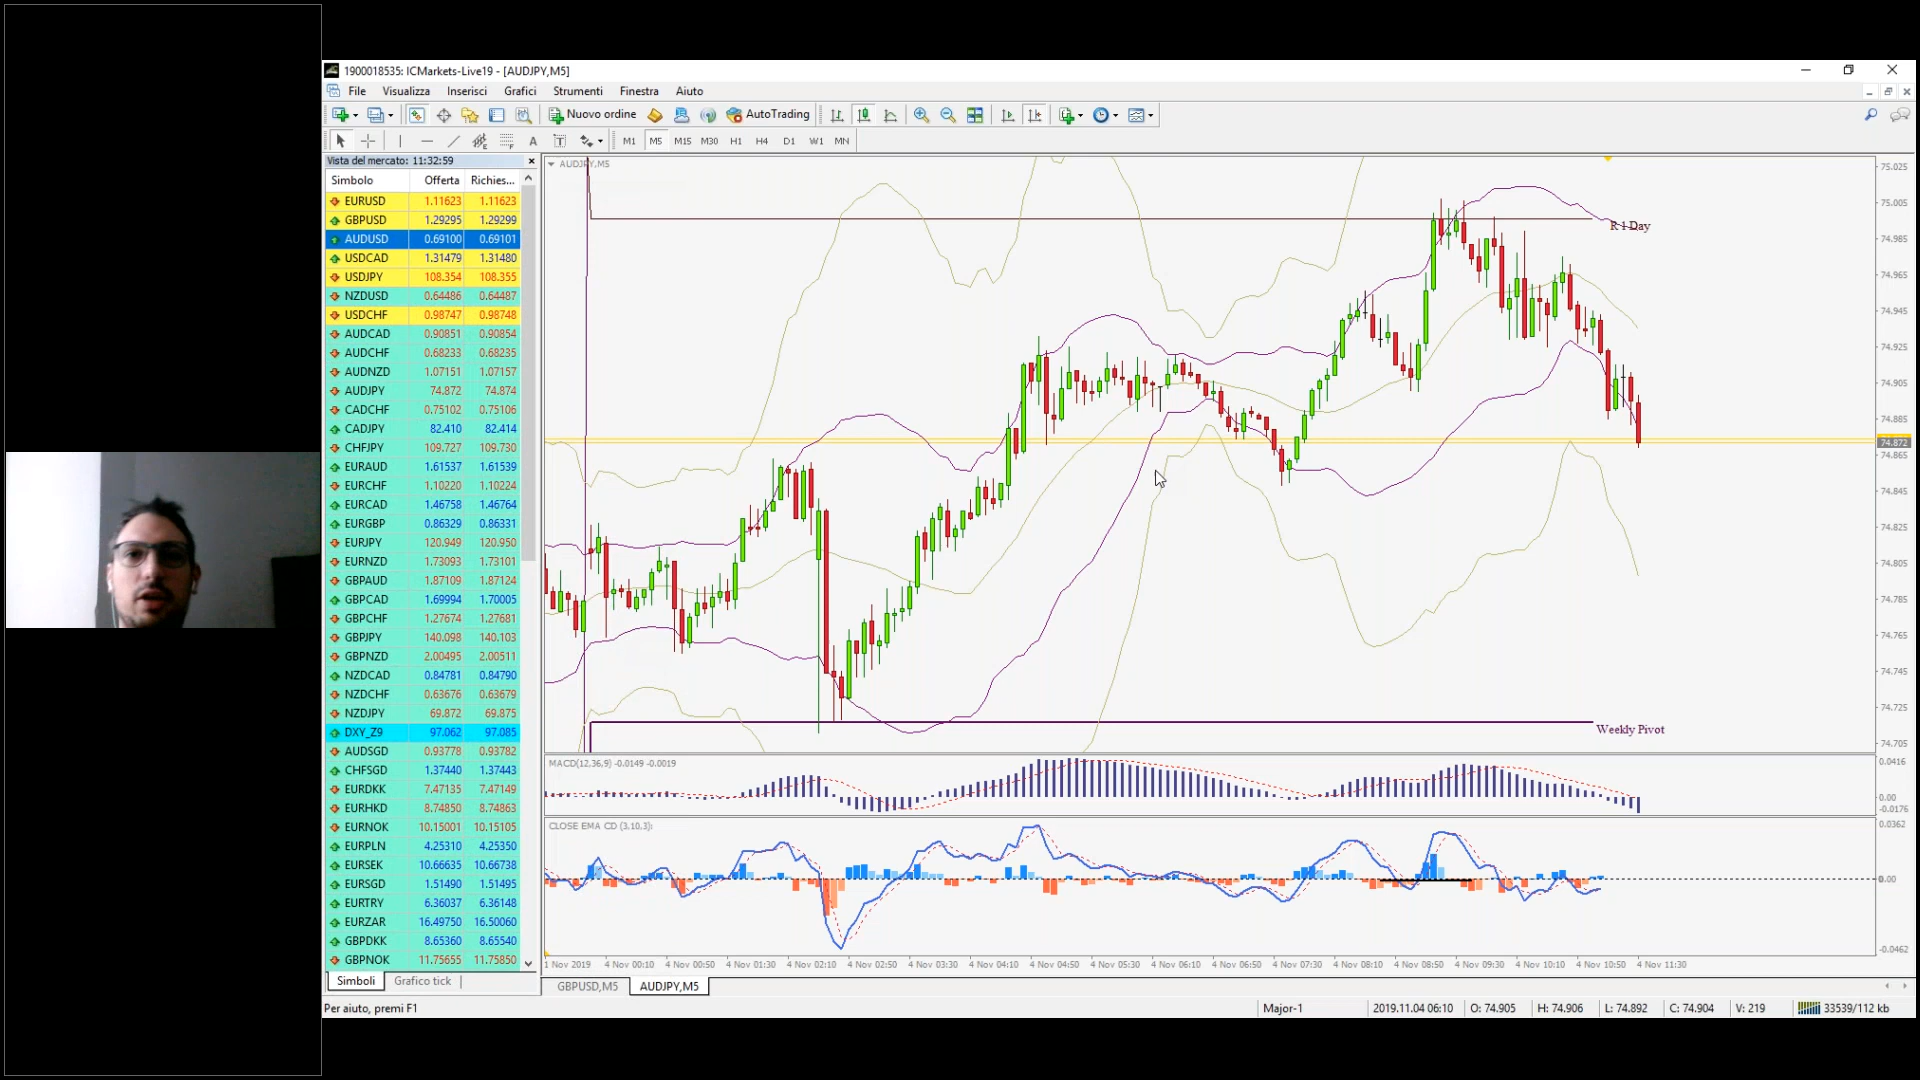 1900018535: ICMarkets-Live19 - [AUDJPY,M5]
File Visualizza Inserisci Grafici Strumenti Finestra Aiuto
Nuovo ordine AutoTrading
A T M1 M5 M15 M30 H1 H4 D1 W1 MN
Vista del mercato: 11:32:59
Simbolo Offerta Richies...
EURUSD 1.11623 1.11623
GBPUSD 1.29295 1.29299
AUDUSD 0.69100 0.69101
USDCAD 1.31479 1.31480
USDJPY 108.354 108.355
NZDUSD 0.64486 0.64487
USDCHF 0.98747 0.98748
AUDCAD 0.90851 0.90854
AUDCHF 0.68233 0.68235
AUDNZD 1.07151 1.07157
AUDJPY 74.872 74.874
CADCHF 0.75102 0.75106
CADJPY 82.410 82.414
CHFJPY 109.727 109.730
EURAUD 1.61537 1.61539
EURCHF 1.10220 1.10224
EURCAD 1.46758 1.46764
EURGBP 0.86329 0.86331
EURJPY 120.949 120.950
EURNZD 1.73093 1.73101
GBPAUD 1.87109 1.87124
GBPCAD 1.69994 1.70005
GBPCHF 1.27674 1.27681
GBPJPY 140.098 140.103
GBPNZD 2.00495 2.00511
NZDCAD 0.84781 0.84790
NZDCHF 0.63676 0.63679
NZDJPY 69.872 69.875
DXY_Z9 97.062 97.085
AUDSGD 0.93778 0.93782
CHFSGD 1.37440 1.37443
EURDKK 7.47135 7.47149
EURHKD 8.74850 8.74863
EURNOK 10.15001 10.15105
EURPLN 4.25310 4.25350
EURSEK 10.66635 10.66738
EURSGD 1.51490 1.51495
EURTRY 6.36037 6.36148
EURZAR 16.49750 16.50060
GBPDKK 8.65360 8.65540
GBPNOK 11.75655 11.75850
Simboli Grafico tick
AUDJPY,M5
R 1 Day
Weekly Pivot
75.025
75.005
74.985
74.965
74.945
74.925
74.905
74.885
74.872
74.865
74.845
74.825
74.805
74.785
74.765
74.745
74.725
74.705
MACD(12,36,9) -0.0149 -0.0019
0.0416
0.00
-0.0176
CLOSE EMA CD (3,10,3):
0.0362
0.00
-0.0462
1 Nov 2019 4 Nov 00:10 4 Nov 00:50 4 Nov 01:30 4 Nov 02:10 4 Nov 02:50 4 Nov 03:30 4 Nov 04:10 4 Nov 04:50 4 Nov 05:30 4 Nov 06:10 4 Nov 06:50 4 Nov 07:30 4 Nov 08:10 4 Nov 08:50 4 Nov 09:30 4 Nov 10:10 4 Nov 10:50 4 Nov 11:30
GBPUSD,M5 AUDJPY,M5
Per aiuto, premi F1 Major-1 2019.11.04 06:10 O: 74.905 H: 74.906 L: 74.892 C: 74.904 V: 219 33539/112 kb